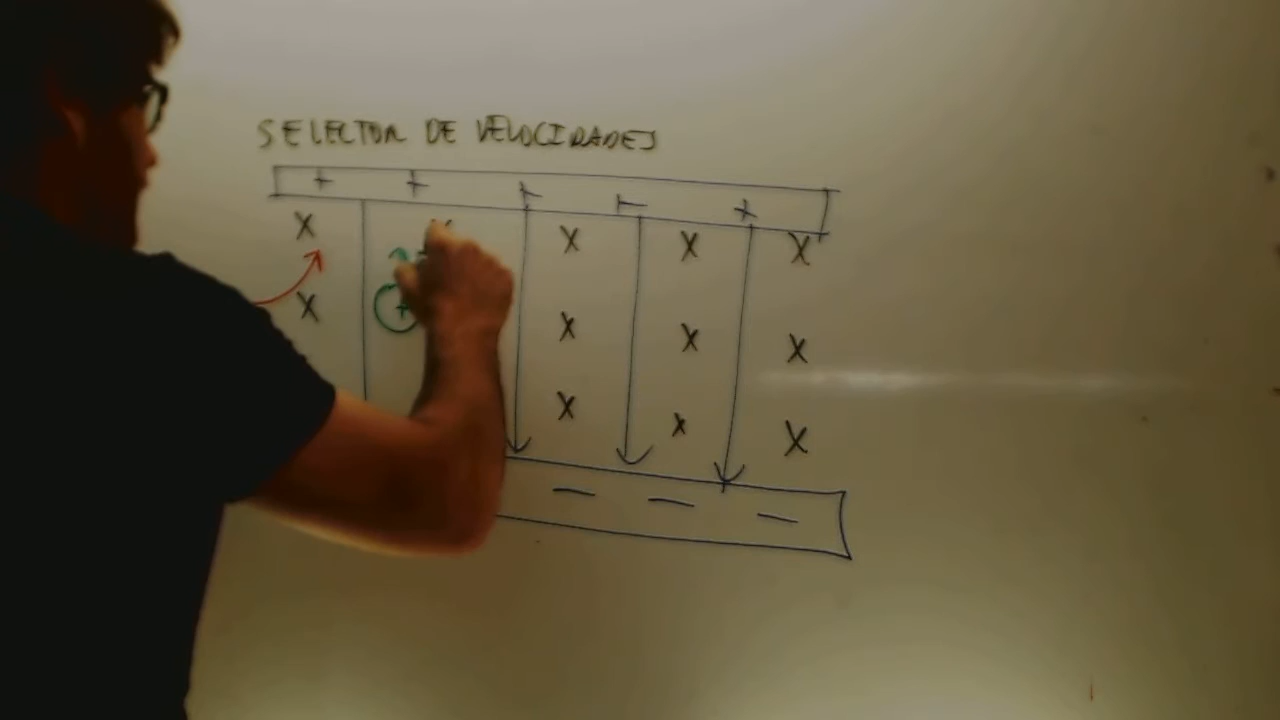 SELECTOR DE VELOCIDADES
+ + + + +
X X X X
X X X X
X X X
- - -